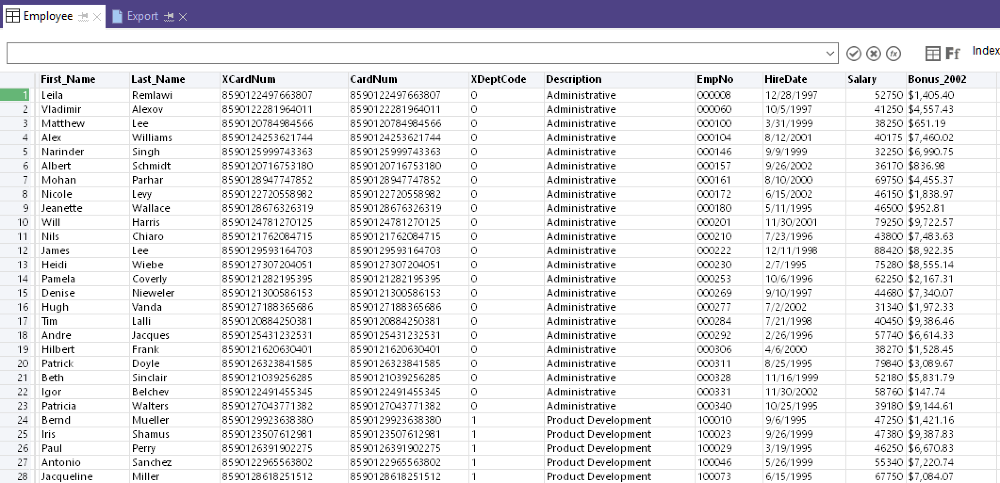 Employee Export
Index
First_Name Last_Name XCardNum CardNum XDeptCode Description EmpNo HireDate Salary Bonus_2002
1 Leila Remlawi 8590122497663807 8590122497663807 0 Administrative 000008 12/28/1997 52750 $1,405.40
2 Vladimir Alexov 8590122281964011 8590122281964011 0 Administrative 000060 10/5/1997 41250 $4,557.43
3 Matthew Lee 8590120784984566 8590120784984566 0 Administrative 000100 3/31/1999 38250 $651.19
4 Alex Williams 8590124253621744 8590124253621744 0 Administrative 000104 8/12/2001 40175 $7,460.02
5 Narinder Singh 8590125999743363 8590125999743363 0 Administrative 000146 9/9/1999 32250 $6,990.75
6 Albert Schmidt 8590120716753180 8590120716753180 0 Administrative 000157 9/26/2002 36170 $836.98
7 Mohan Parhar 8590128947747852 8590128947747852 0 Administrative 000161 8/10/2000 69750 $4,455.37
8 Nicole Levy 8590122720558982 8590122720558982 0 Administrative 000172 6/15/2002 46150 $1,838.97
9 Jeanette Wallace 8590128676326319 8590128676326319 0 Administrative 000180 5/11/1995 46500 $952.81
10 Will Harris 8590124781270125 8590124781270125 0 Administrative 000201 11/30/2001 79250 $9,722.57
11 Nils Chiaro 8590121762084715 8590121762084715 0 Administrative 000210 7/23/1996 43800 $7,483.63
12 James Lee 8590129593164703 8590129593164703 0 Administrative 000222 12/11/1998 88420 $8,922.35
13 Heidi Wiebe 8590127307204051 8590127307204051 0 Administrative 000230 2/7/1995 75280 $8,555.14
14 Pamela Coverly 8590121282195395 8590121282195395 0 Administrative 000253 10/6/1996 62250 $2,167.31
15 Denise Nieweler 8590121300586153 8590121300586153 0 Administrative 000269 9/10/1997 44680 $7,340.07
16 Hugh Vanda 8590127188365686 8590127188365686 0 Administrative 000277 7/2/2002 31340 $1,972.33
17 Tim Lalli 8590120884250381 8590120884250381 0 Administrative 000284 7/21/1998 40450 $9,386.46
18 Andre Jacques 8590125431232531 8590125431232531 0 Administrative 000292 2/26/1996 57740 $6,614.33
19 Hilbert Frank 8590121620630401 8590121620630401 0 Administrative 000306 4/6/2000 38270 $1,528.45
20 Patrick Doyle 8590126323841585 8590126323841585 0 Administrative 000311 8/25/1995 79840 $3,089.67
21 Beth Sinclair 8590121039256285 8590121039256285 0 Administrative 000328 11/16/1999 52180 $5,831.79
22 Igor Belchev 8590122491455345 8590122491455345 0 Administrative 000331 11/30/2002 58760 $147.74
23 Patricia Walters 8590127043771382 8590127043771382 0 Administrative 000340 10/25/1995 39180 $9,144.61
24 Bernd Mueller 8590129923638380 8590129923638380 1 Product Development 100010 9/6/1995 47250 $1,421.16
25 Iris Shamus 8590123507612981 8590123507612981 1 Product Development 100023 9/26/1999 47380 $9,387.83
26 Paul Perry 8590126391902275 8590126391902275 1 Product Development 100029 3/19/1995 46250 $6,670.83
27 Antonio Sanchez 8590122965563802 8590122965563802 1 Product Development 100046 5/26/1999 55340 $7,220.74
28 Jacqueline Miller 8590128618251512 8590128618251512 1 Product Development 100073 6/15/1995 67750 $7,084.07